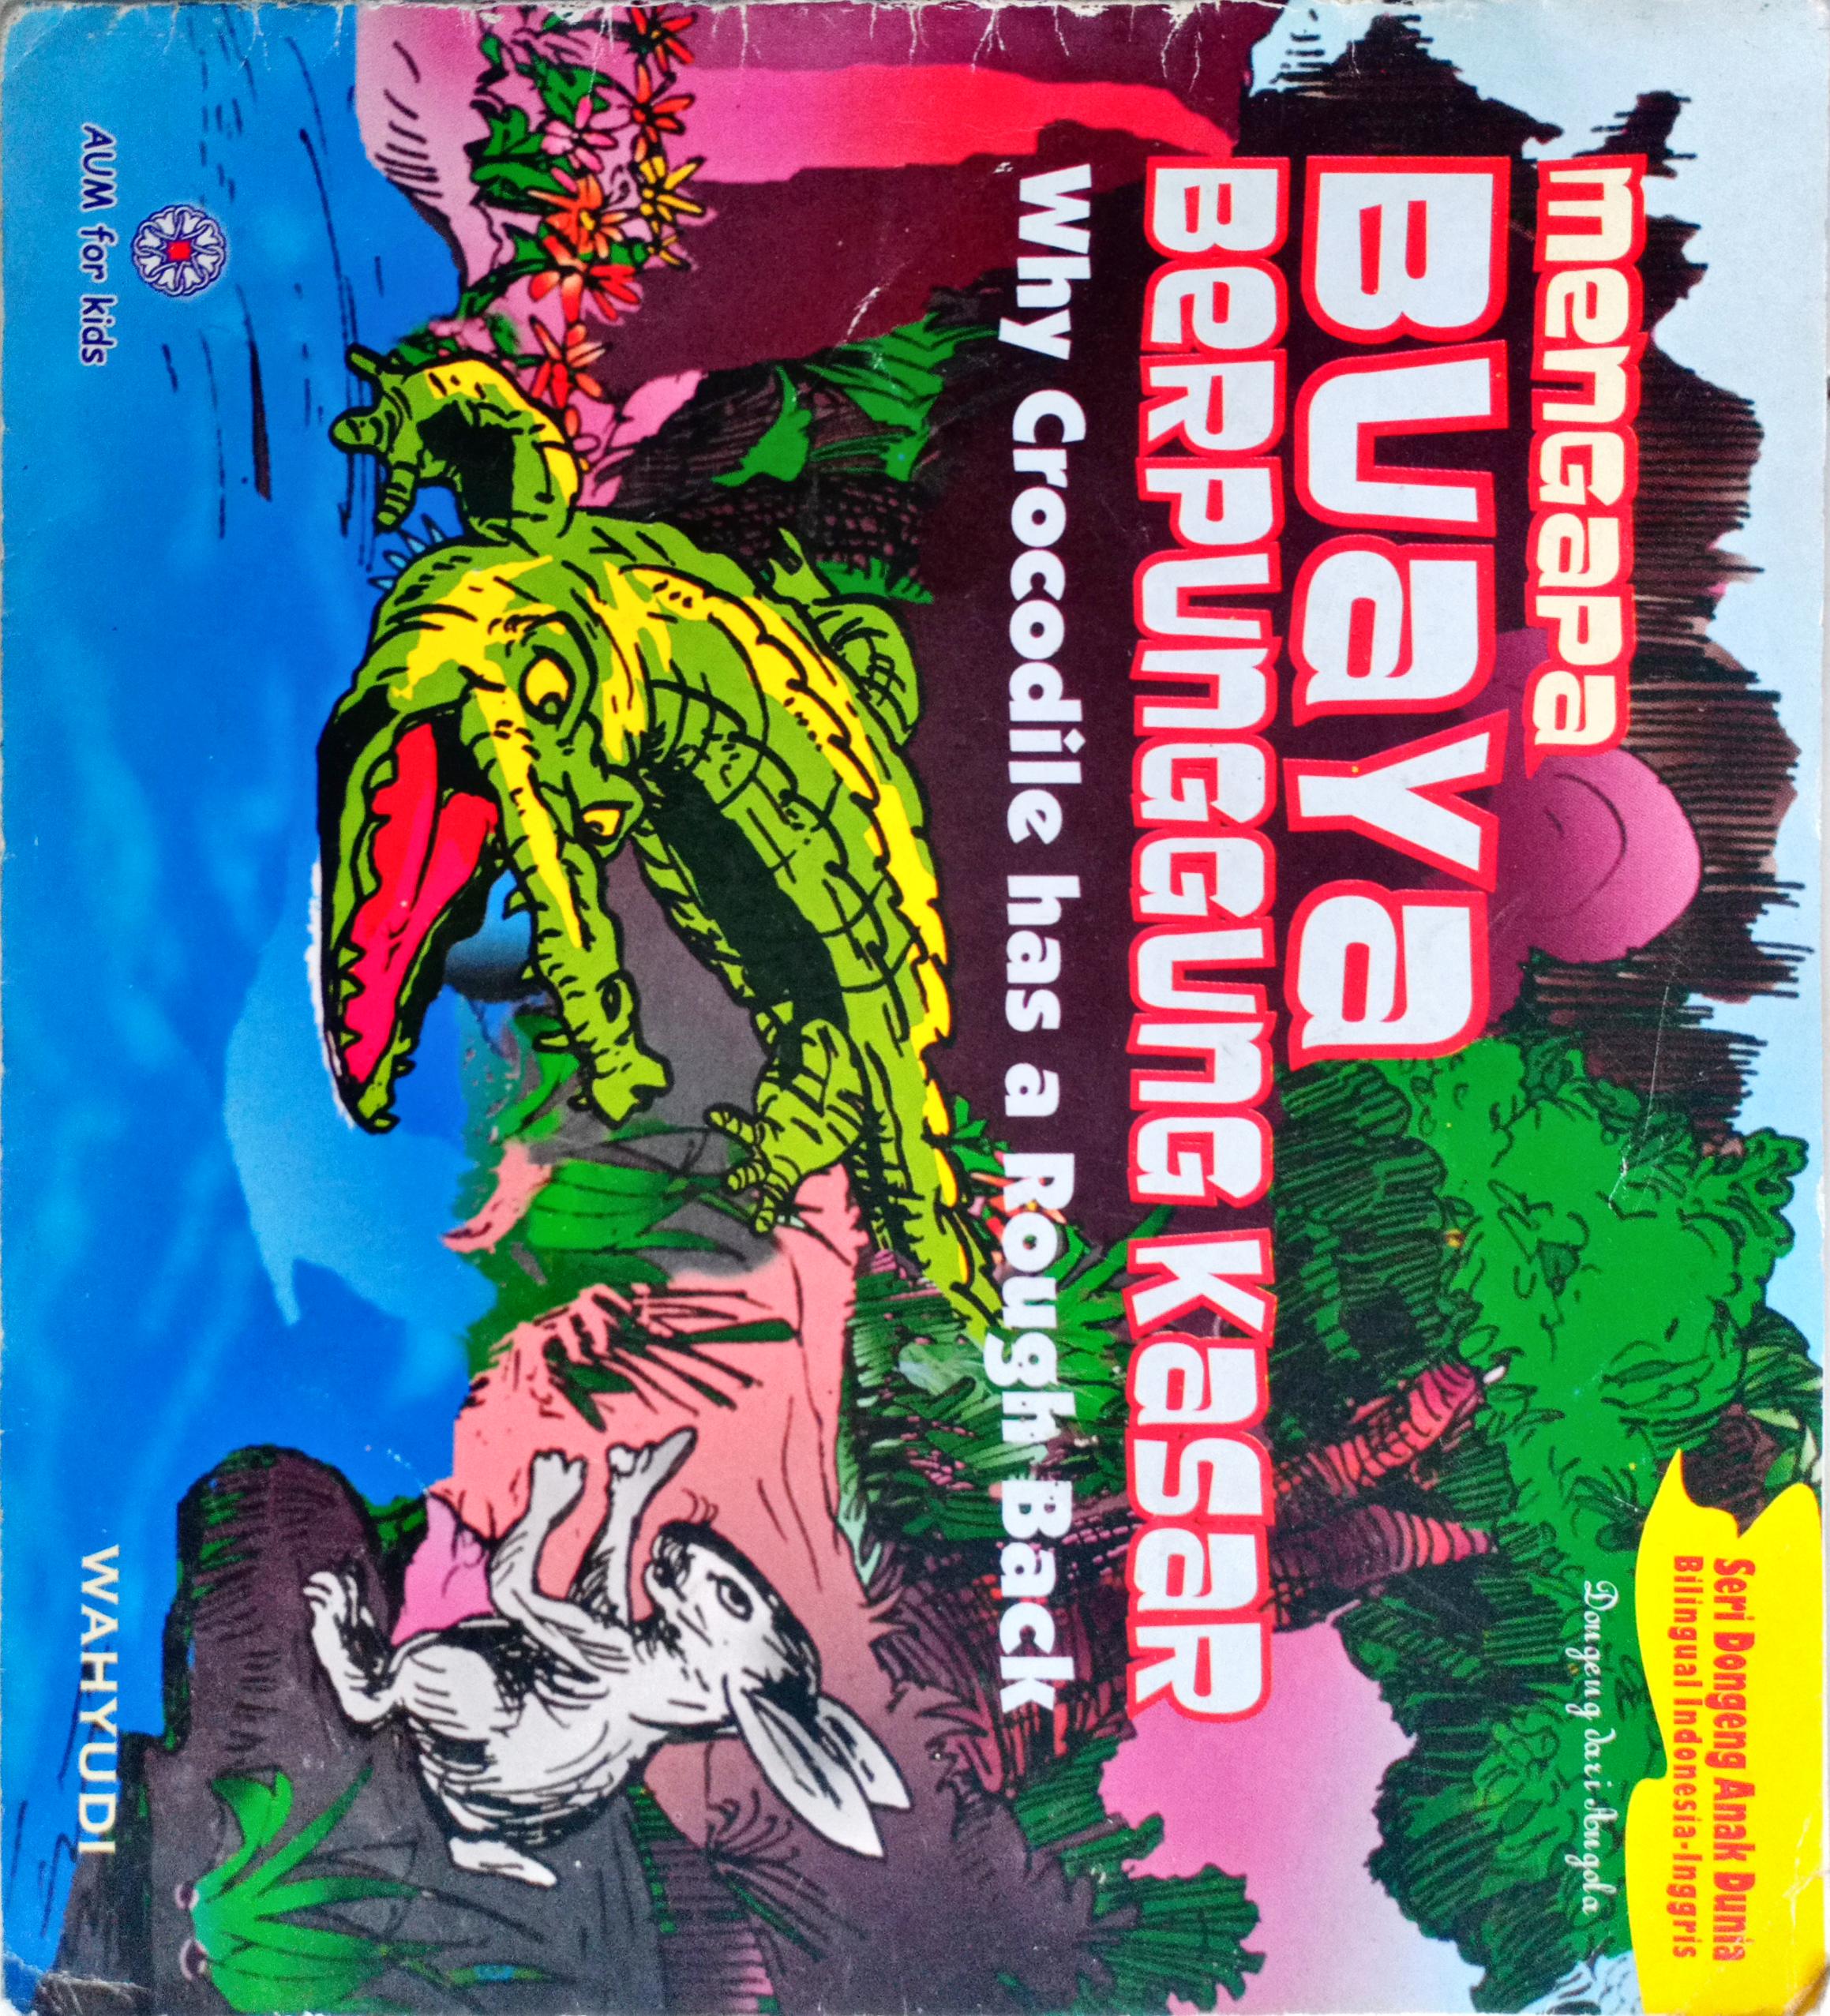 Seri Dongeng Anak Dunia
Bilingual Indonesia-Inggris
Dongeng dari Angola
mengapa
BUaYa
BeRPUnGGUnG KaSaR
Why Crocodile has a Rough Back
AUM for kids
WAHYUDI